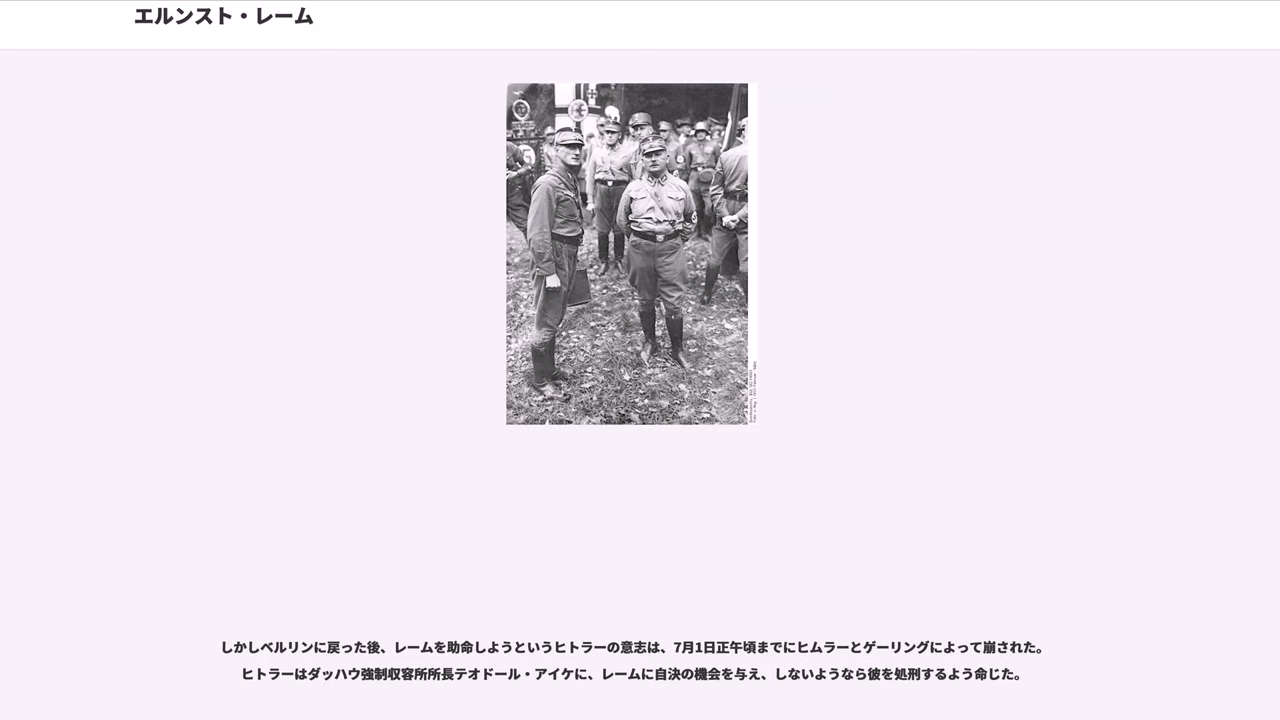 エルンスト・レーム
しかしベルリンに戻った後、レームを助命しようというヒトラーの意志は、7月1日正午頃までにヒムラーとゲーリングによって崩された。
ヒトラーはダッハウ強制収容所所長テオドール・アイケに、レームに自決の機会を与え、しないようなら彼を処刑するよう命じた。